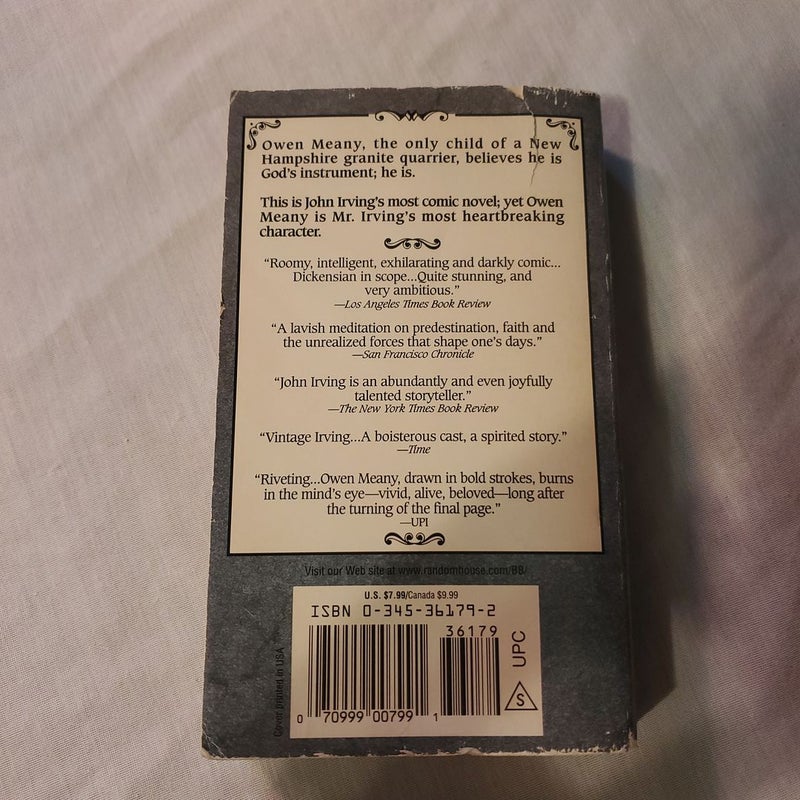 Owen Meany, the only child of a New
Hampshire granite quarrier, believes he is
God's instrument; he is.
This is John Irving's most comic novel; yet Owen
Meany is Mr. Irving's most heartbreaking
character.
“Roomy, intelligent, exhilarating and darkly comic...
Dickensian in scope...Quite stunning, and
very ambitious.”
—Los Angeles Times Book Review
“A lavish meditation on predestination, faith and
the unrealized forces that shape one's days.”
—San Francisco Chronicle
“John Irving is an abundantly and even joyfully
talented storyteller.”
—The New York Times Book Review
“Vintage Irving...A boisterous cast, a spirited story.”
—Time
“Riveting...Owen Meany, drawn in bold strokes, burns
in the mind's eye—vivid, alive, beloved—long after
the turning of the final page.”
—UPI
Visit our Web site at www.randomhouse.com/BB/
U.S. $7.99/Canada $9.99
ISBN 0-345-36179-2
36179
UPC
S
0 70999 00799 1
Cover printed in USA